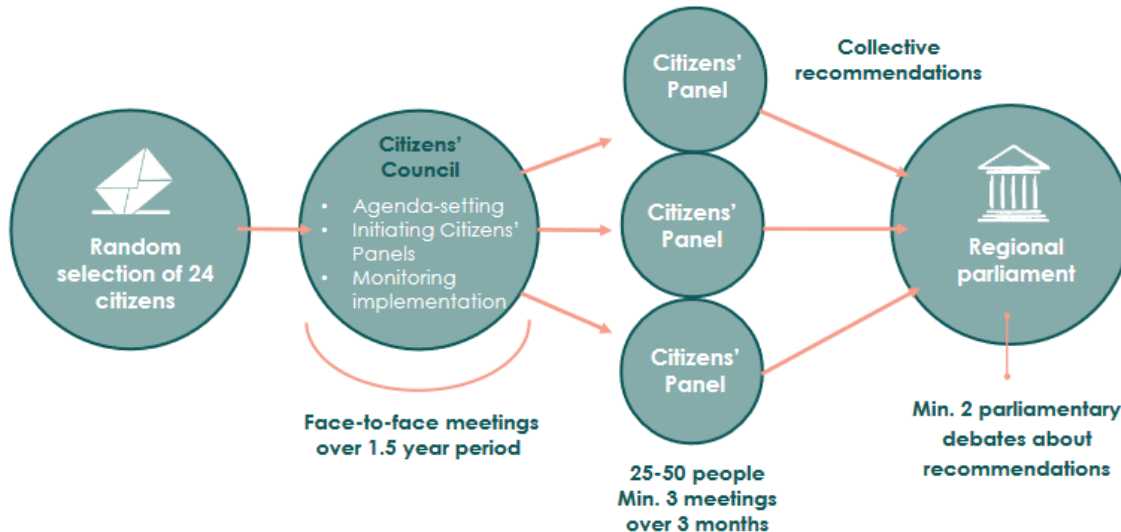 Random
selection of 24
citizens
Citizens'
Council
• Agenda-setting
• Initiating Citizens'
Panels
• Monitoring
implementation
Face-to-face meetings
over 1.5 year period
Citizens'
Panel
Citizens'
Panel
Citizens'
Panel
25-50 people
Min. 3 meetings
over 3 months
Collective
recommendations
Regional
parliament
Min. 2 parliamentary
debates about
recommendations